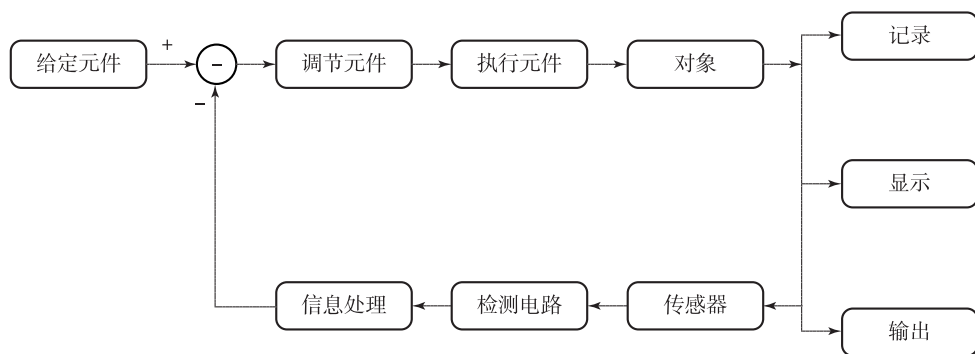 给定元件
+
-
-
调节元件
执行元件
对象
记录
显示
信息处理
检测电路
传感器
输出